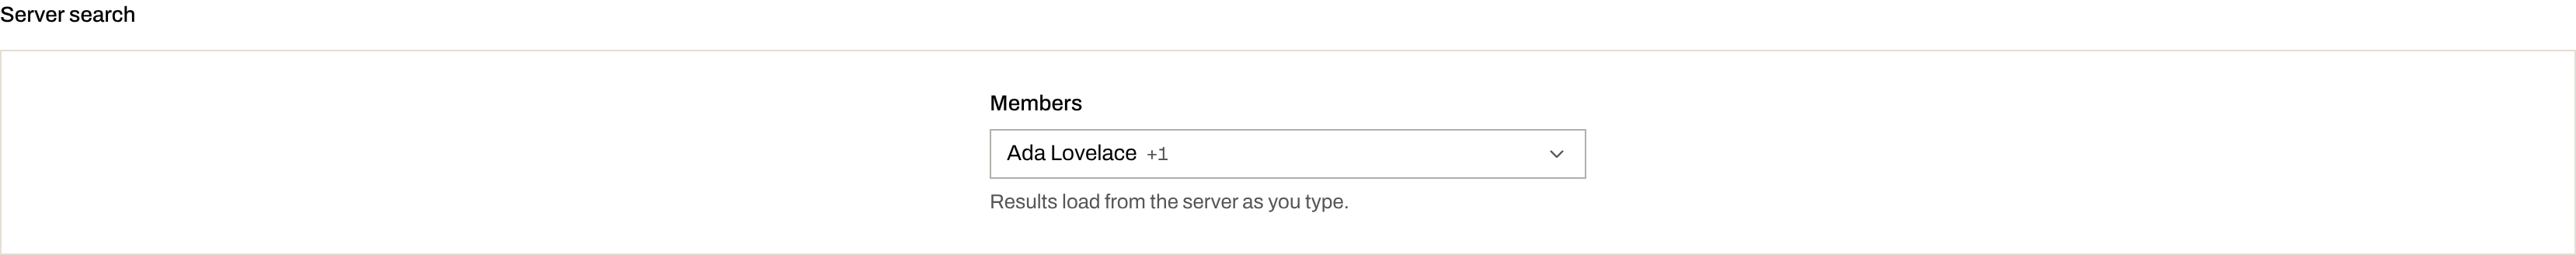 Server search
Members
Ada Lovelace +1
Results load from the server as you type.